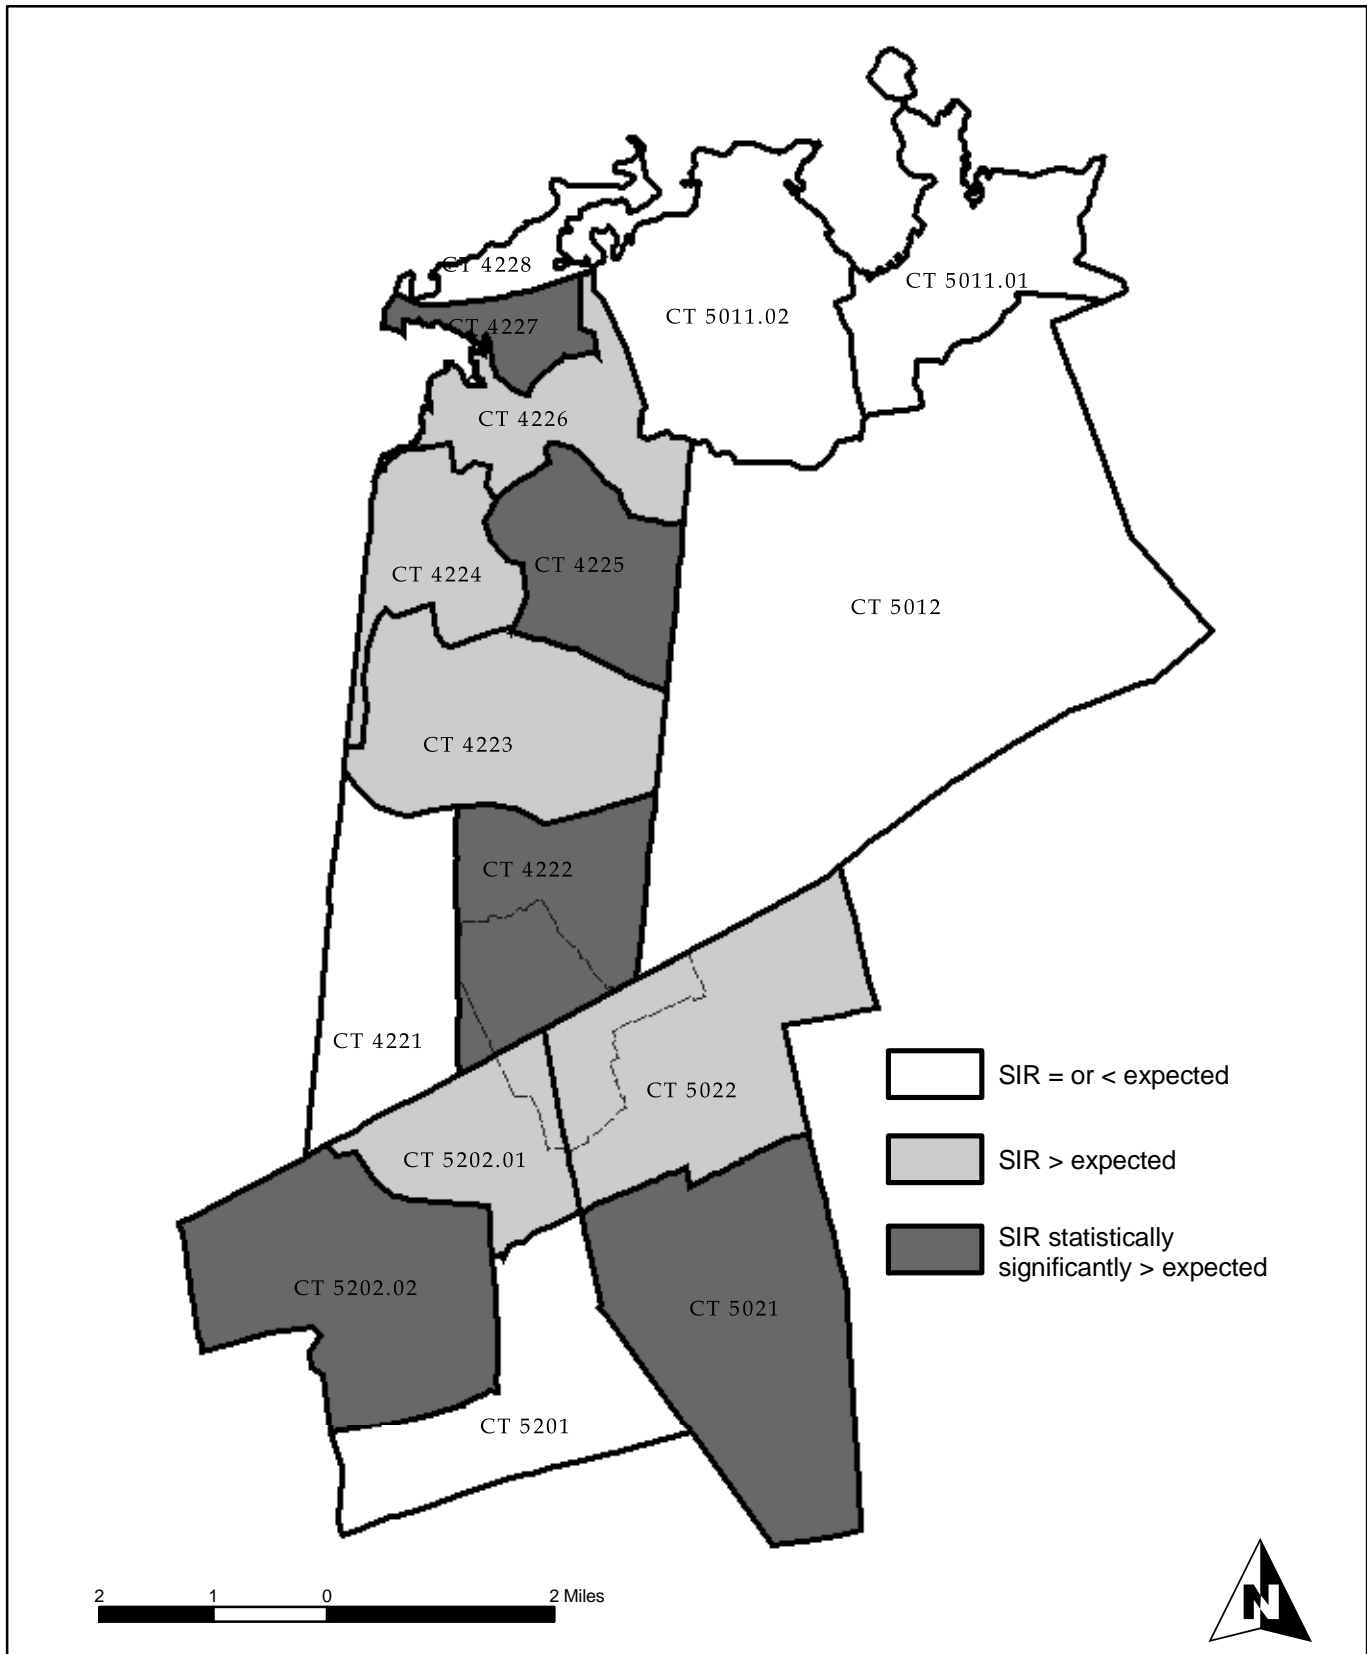 CT 4228
CT 5011.01
CT 5011.02
CT 4227
CT 4226
CT 4225
CT 4224
CT 5012
CT 4223
CT 4222
CT 4221
CT 5022
CT 5202.01
CT 5202.02
CT 5021
CT 5201
SIR = or < expected
SIR > expected
SIR statistically
significantly > expected
2 1 0 2 Miles
N